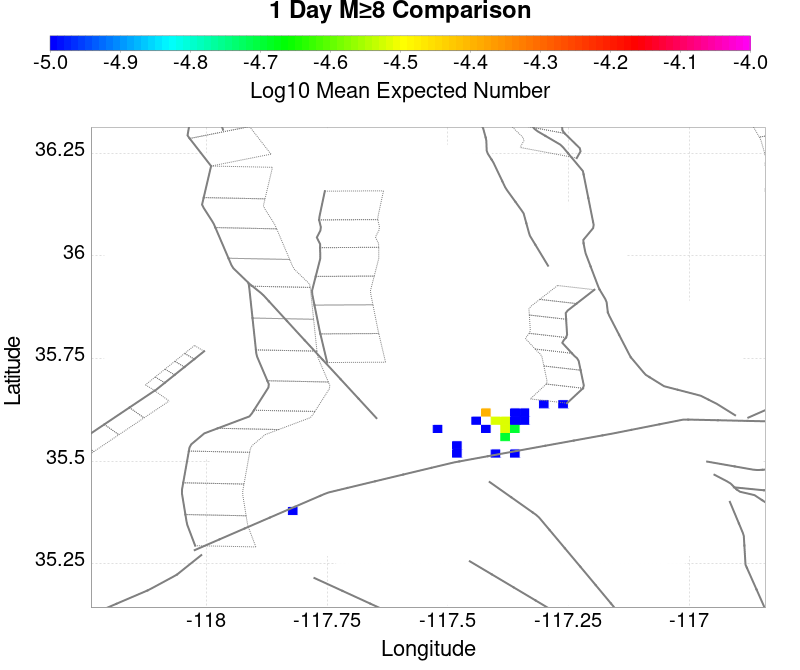 1 Day M≥8 Comparison
-5.0 -4.9 -4.8 -4.7 -4.6 -4.5 -4.4 -4.3 -4.2 -4.1 -4.0
Log10 Mean Expected Number
36.25
36
35.75
35.5
35.25
Latitude
-118 -117.75 -117.5 -117.25 -117
Longitude